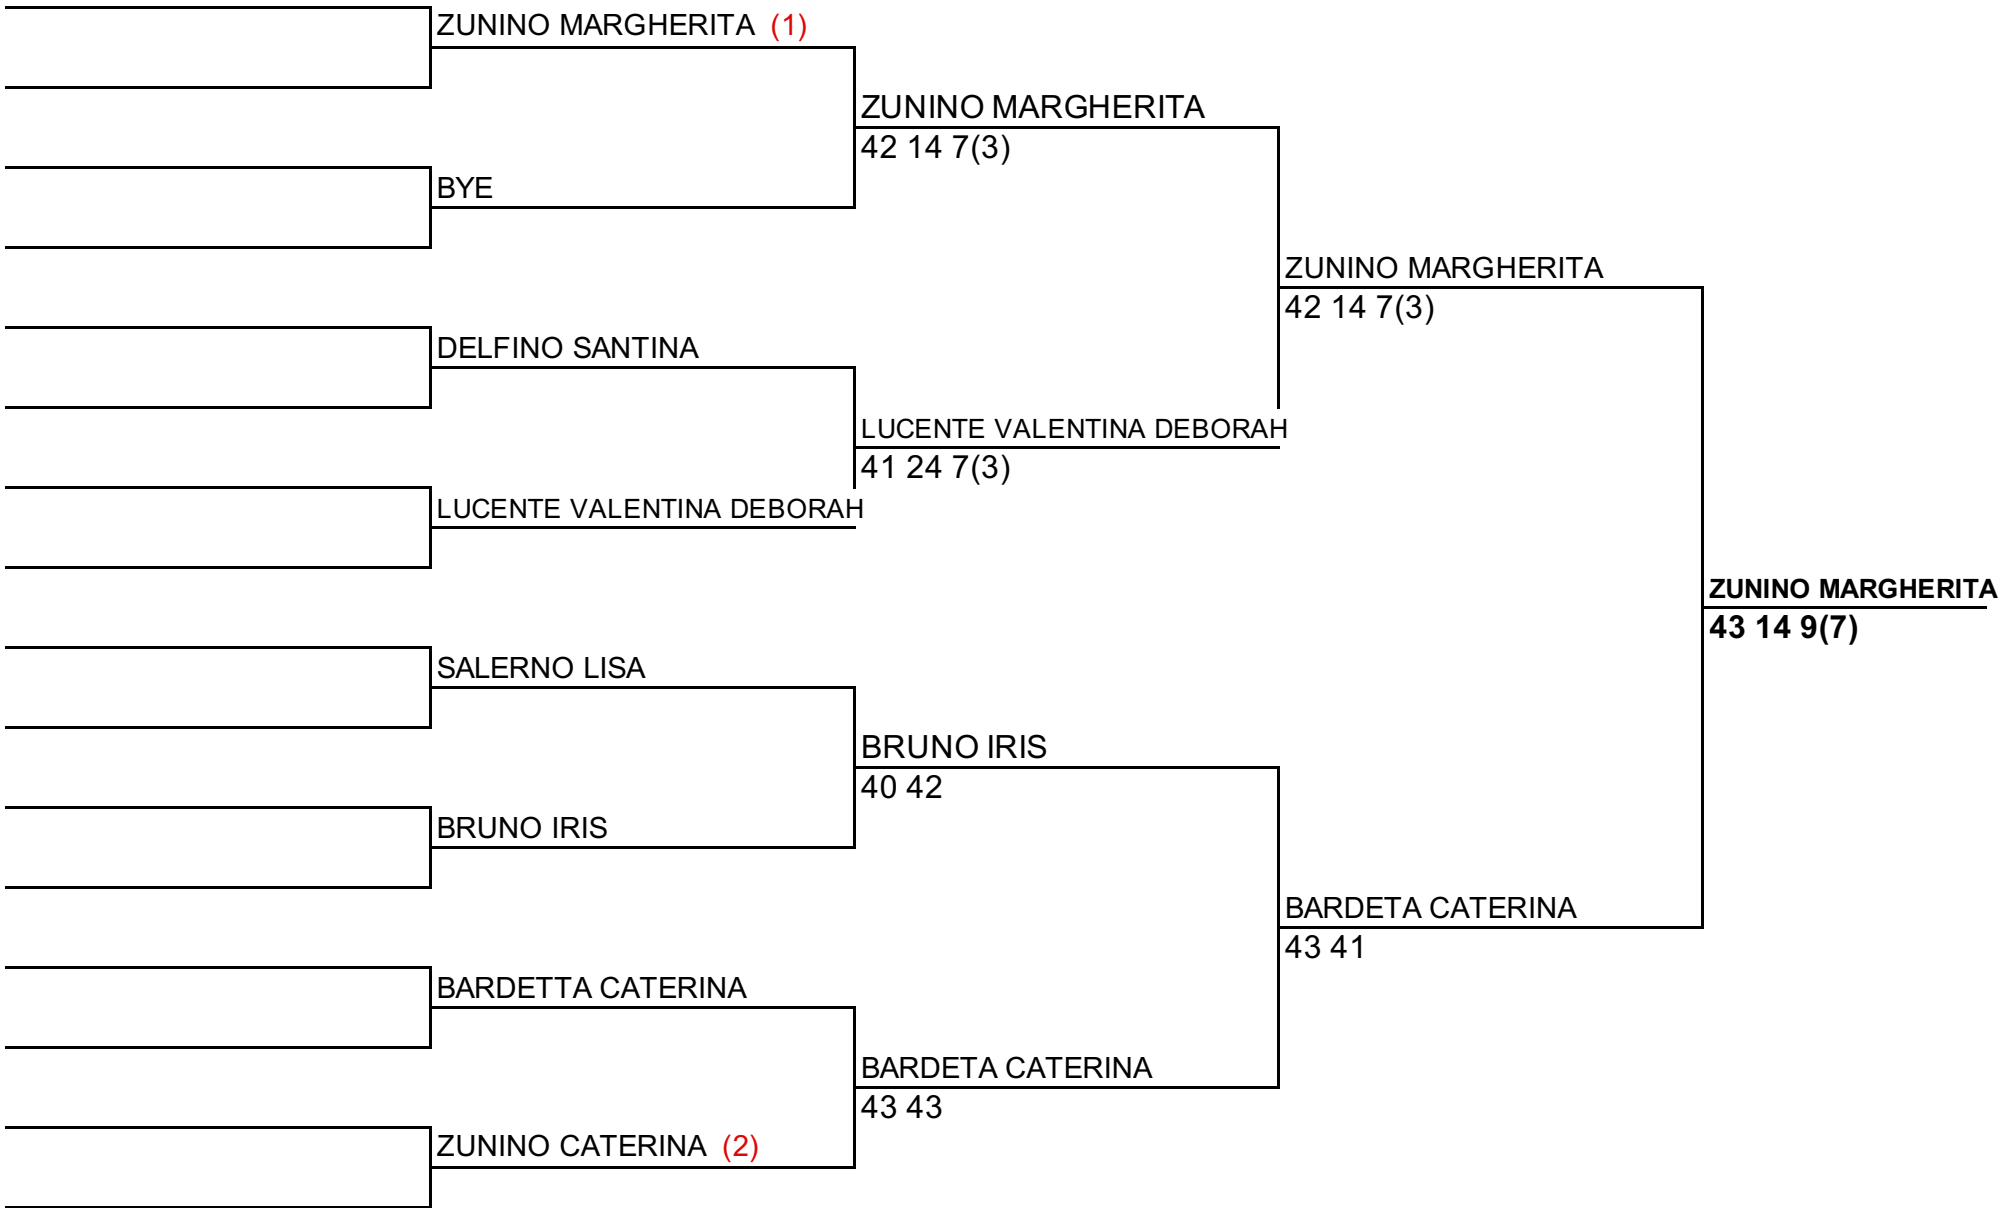 ZUNINO MARGHERITA (1)
ZUNINO MARGHERITA
42 14 7(3)
BYE
ZUNINO MARGHERITA
42 14 7(3)
DELFINO SANTINA
LUCENTE VALENTINA DEBORAH
41 24 7(3)
LUCENTE VALENTINA DEBORAH
ZUNINO MARGHERITA
43 14 9(7)
SALERNO LISA
BRUNO IRIS
40 42
BRUNO IRIS
BARDETA CATERINA
43 41
BARDETTA CATERINA
BARDETA CATERINA
43 43
ZUNINO CATERINA (2)